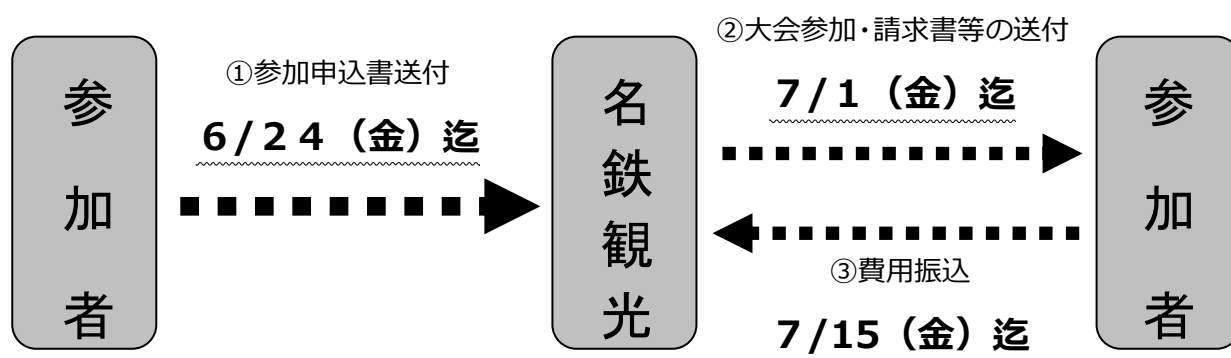 参加者
①参加申込書送付
６/２４（金）迄
名鉄観光
②大会参加・請求書等の送付
７/１（金）迄
③費用振込
７/15（金）迄
参加者